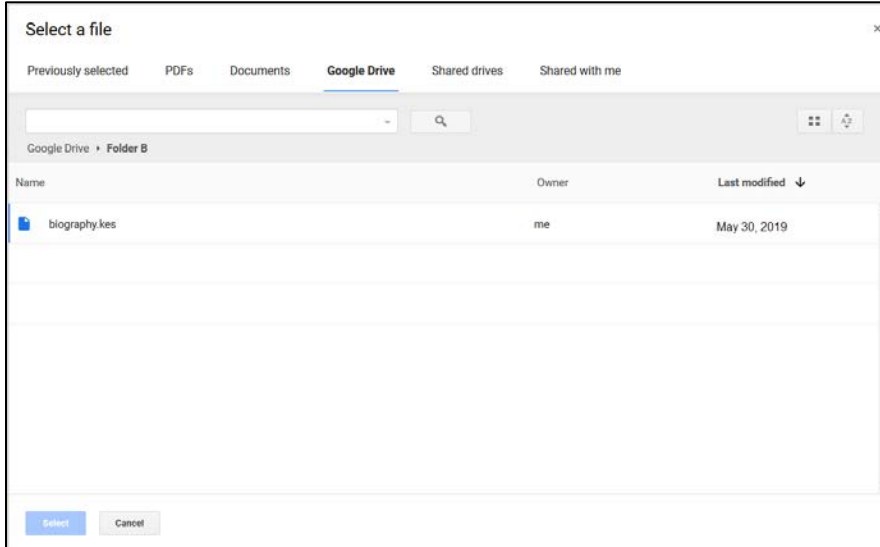 Select a file ×
Previously selected PDFs Documents Google Drive Shared drives Shared with me
Google Drive Folder B
Name Owner Last modified
biography.kes me May 30, 2019
Select Cancel